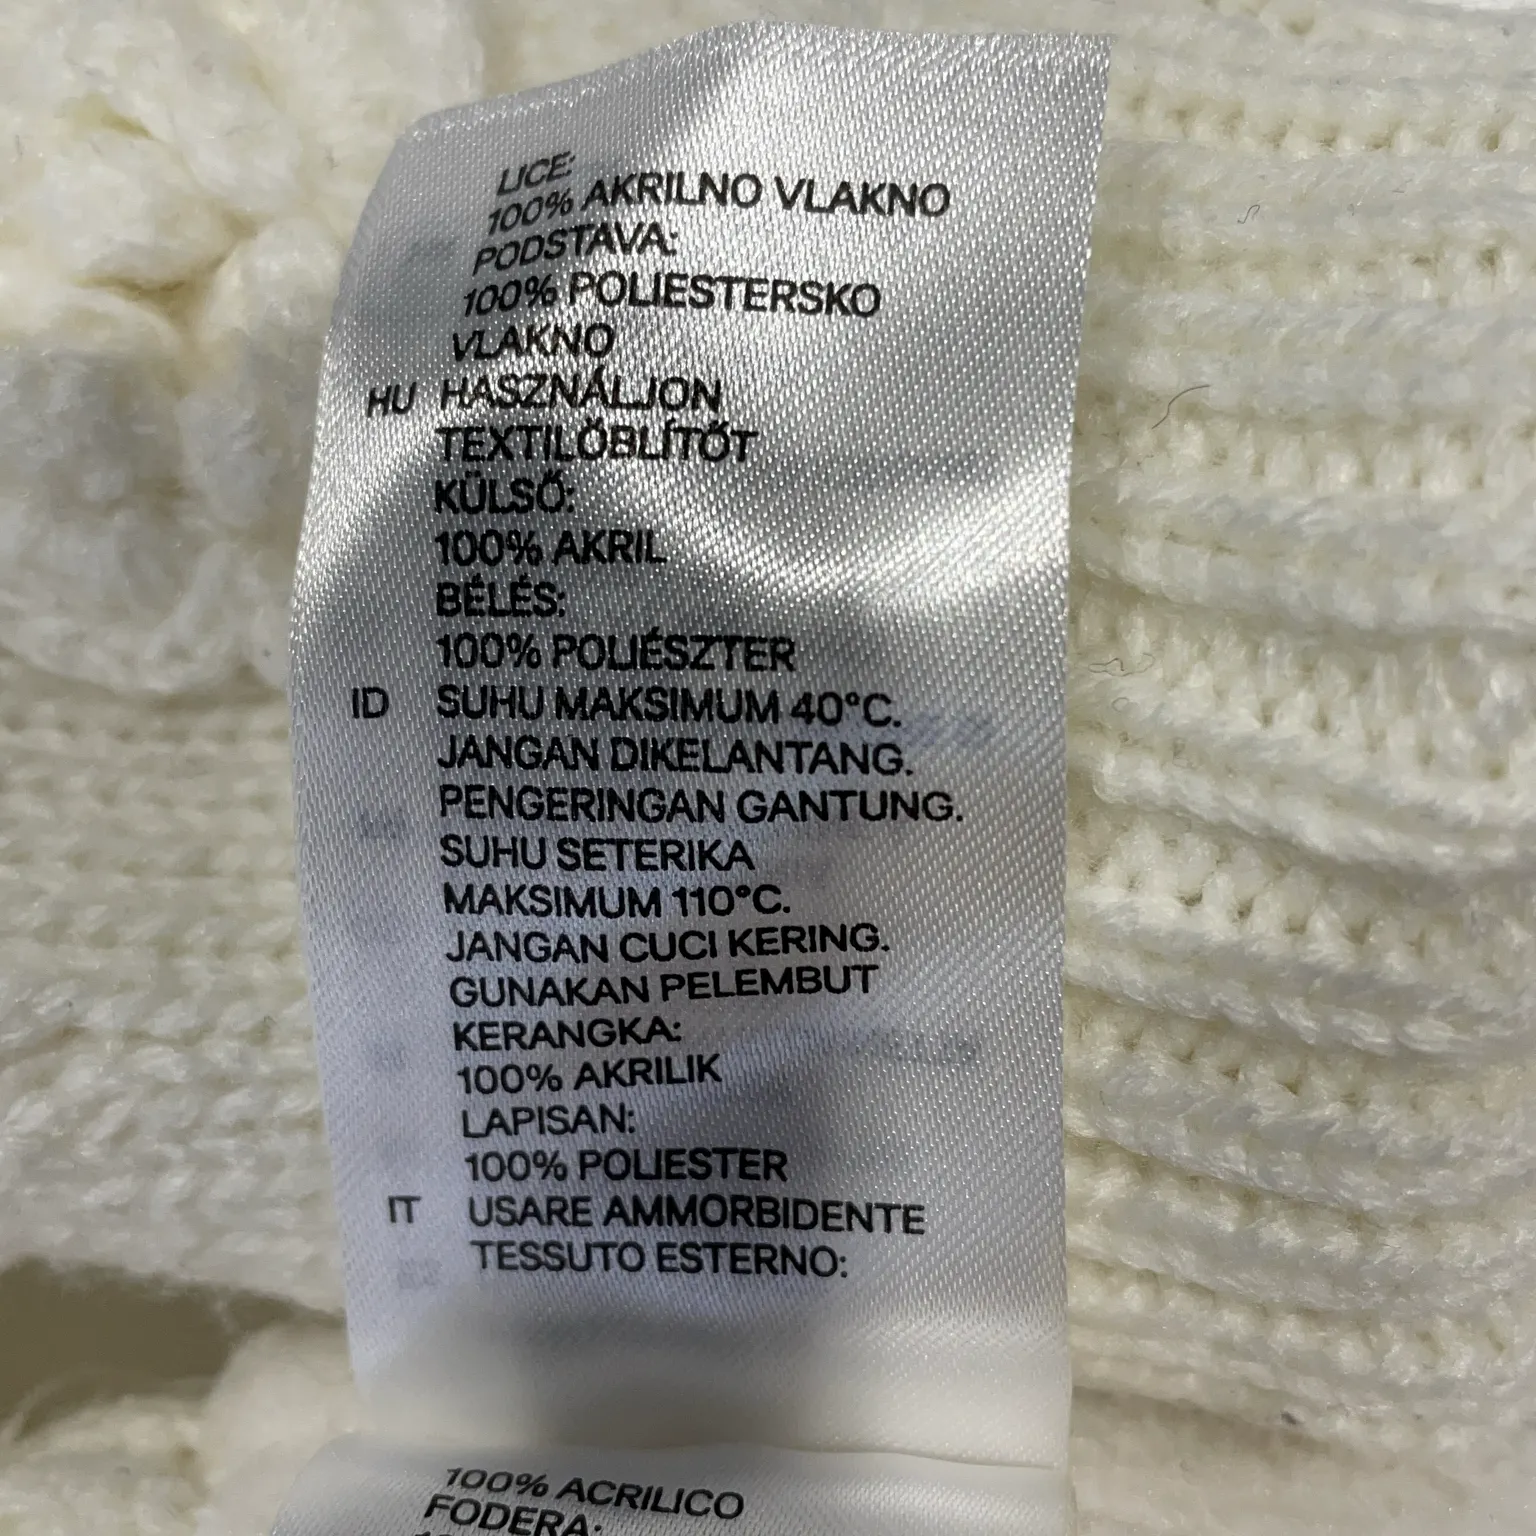 LICE:
100% AKRILNO VLAKNO
PODSTAVA:
100% POLIESTERSKO
VLAKNO
HU HASZNÁLJON
TEXTILÖBLÍTŐT
KÜLSŐ:
100% AKRIL
BÉLÉS:
100% POLIÉSZTER
ID SUHU MAKSIMUM 40°C.
JANGAN DIKELANTANG.
PENGERINGAN GANTUNG.
SUHU SETERIKA
MAKSIMUM 110°C.
JANGAN CUCI KERING.
GUNAKAN PELEMBUT
KERANGKA:
100% AKRILIK
LAPISAN:
100% POLIESTER
IT USARE AMMORBIDENTE
TESSUTO ESTERNO:
100% ACRILICO
FODERA: